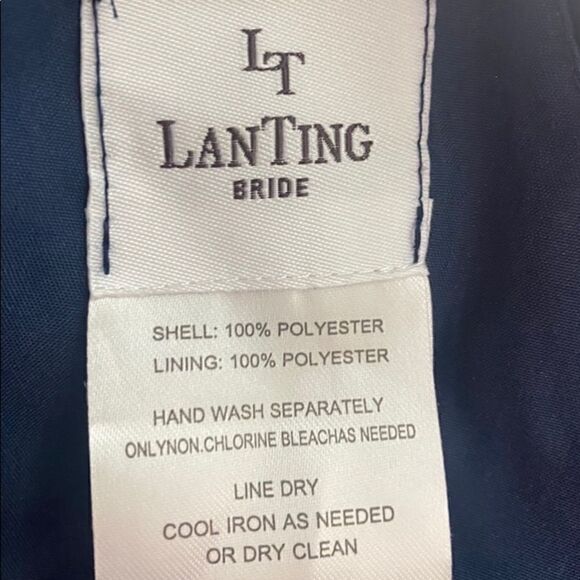 LT
LANTING
BRIDE
SHELL: 100% POLYESTER
LINING: 100% POLYESTER
HAND WASH SEPARATELY
ONLYNON.CHLORINE BLEACHAS NEEDED
LINE DRY
COOL IRON AS NEEDED
OR DRY CLEAN